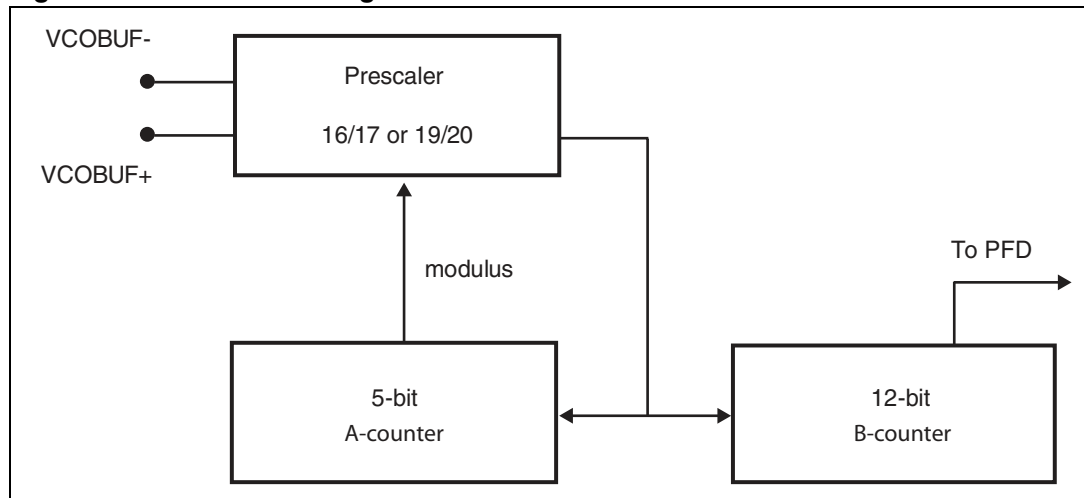 VCOBUF-
Prescaler
16/17 or 19/20
VCOBUF+
modulus
To PFD
5-bit
A-counter
12-bit
B-counter